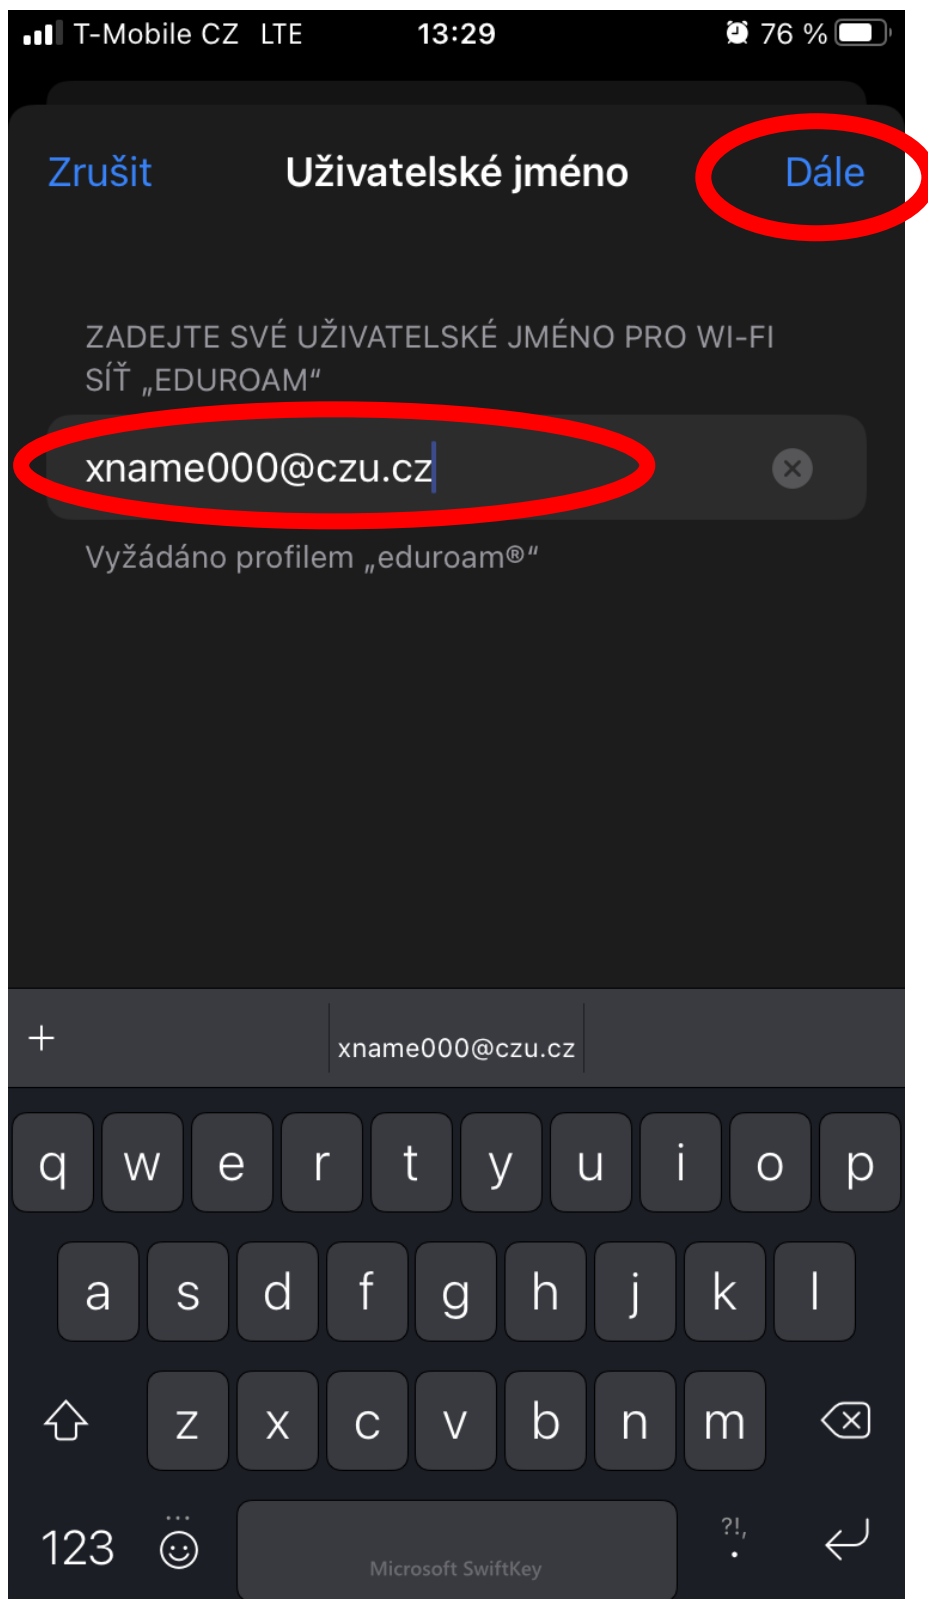 T-Mobile CZ LTE 13:29 76 %
Zrušit Uživatelské jméno Dále
ZADEJTE SVÉ UŽIVATELSKÉ JMÉNO PRO WI-FI
SÍŤ „EDUROAM“
xname000@czu.cz
Vyžádáno profilem „eduroam®“
+ xname000@czu.cz
q w e r t y u i o p
a s d f g h j k l
z x c v b n m
123 ?!, .
Microsoft SwiftKey